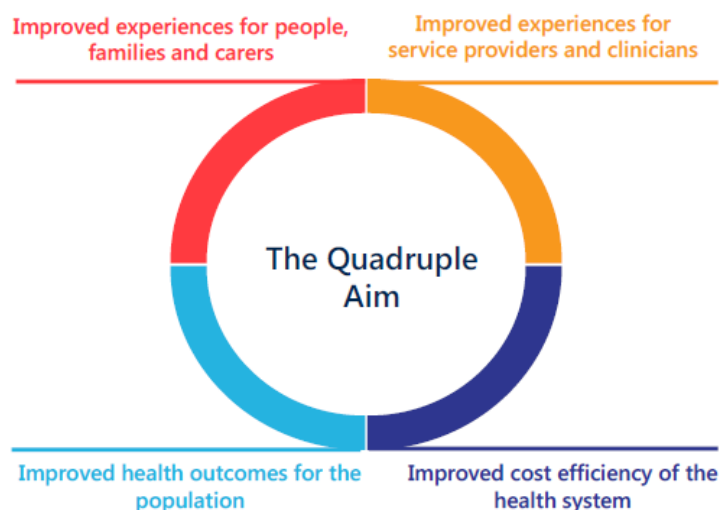 Improved experiences for people,
families and carers
Improved experiences for
service providers and clinicians
The Quadruple
Aim
Improved health outcomes for the
population
Improved cost efficiency of the
health system